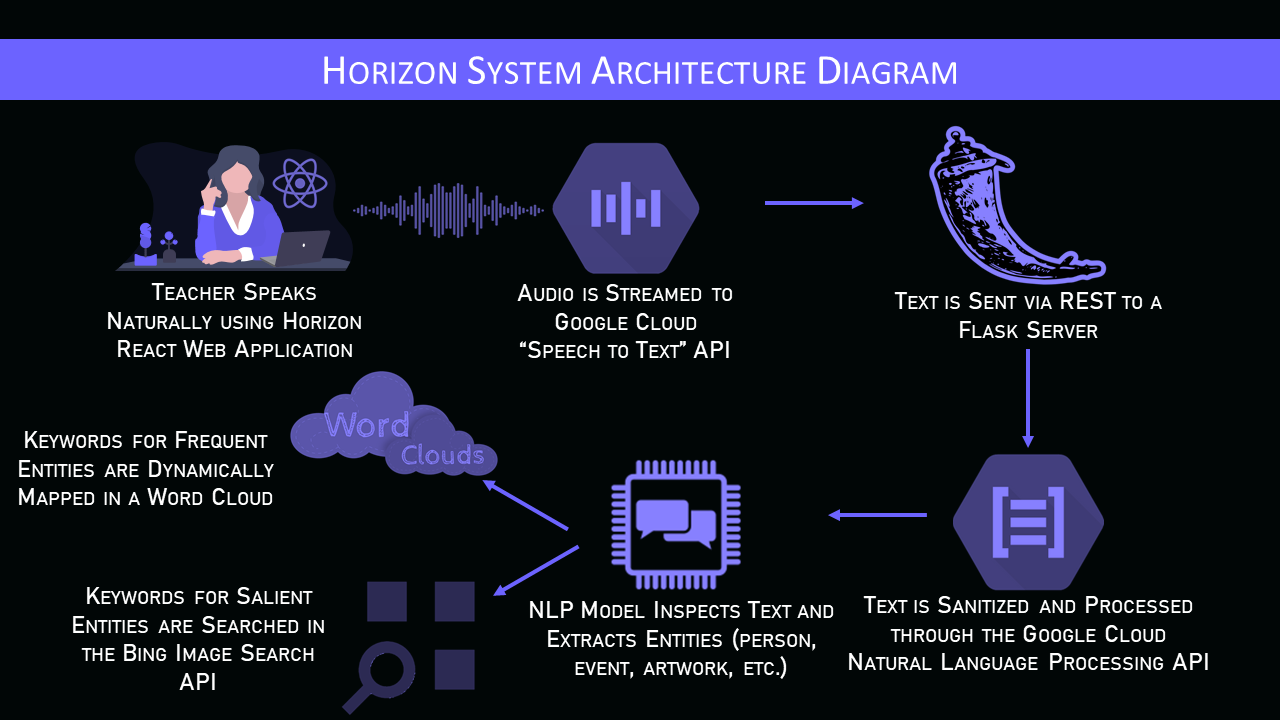 Horizon System Architecture Diagram
Teacher Speaks
Naturally using Horizon
React Web Application
Audio is Streamed to
Google Cloud
“Speech to Text” API
Text is Sent via REST to a
Flask Server
Word
Clouds
Keywords for Frequent
Entities are Dynamically
Mapped in a Word Cloud
Keywords for Salient
Entities are Searched in
the Bing Image Search
API
NLP Model Inspects Text and
Extracts Entities (person,
event, artwork, etc.)
Text is Sanitized and Processed
through the Google Cloud
Natural Language Processing API